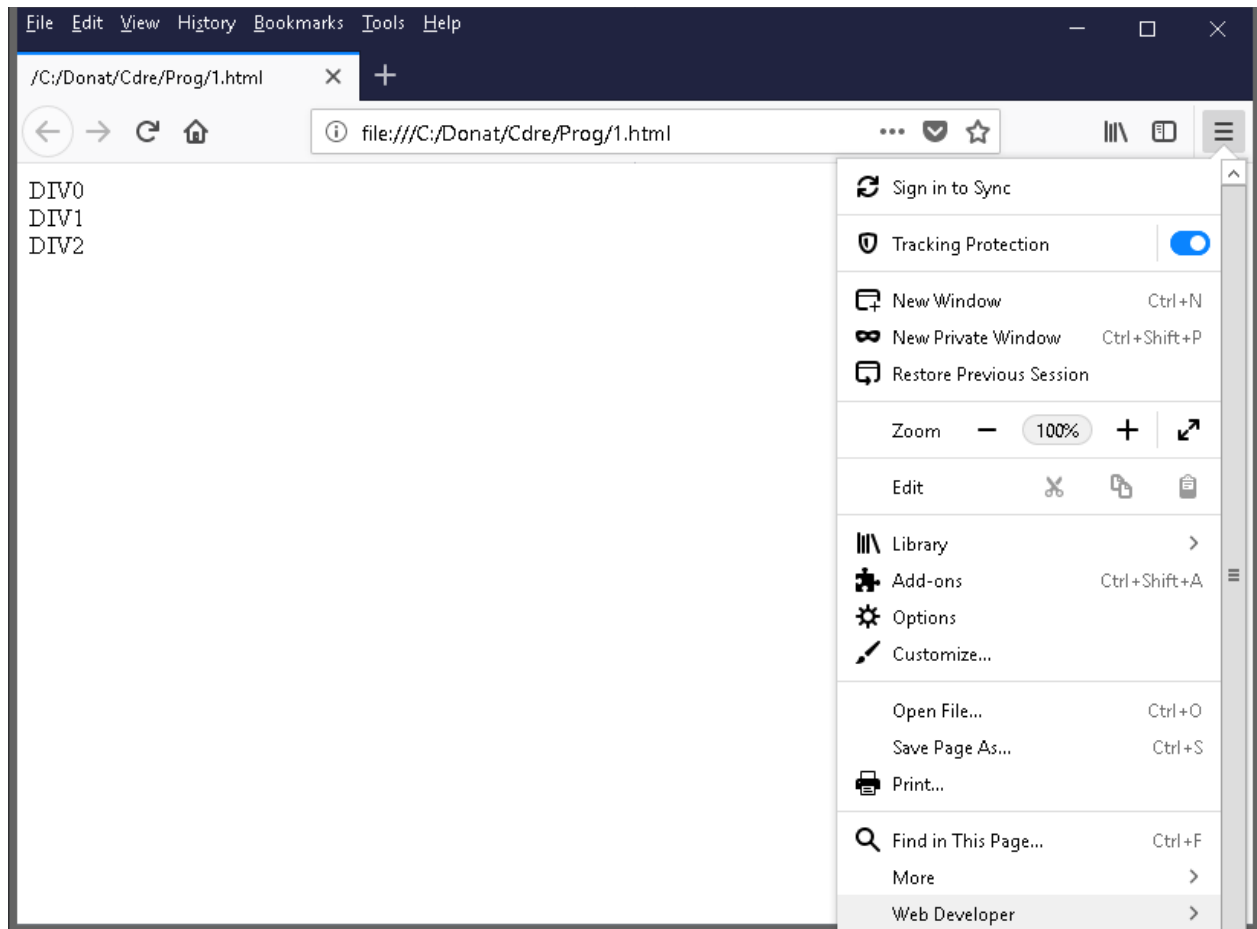 File Edit View History Bookmarks Tools Help
/C:/Donat/Cdre/Prog/1.html
file:///C:/Donat/Cdre/Prog/1.html
DIV0
DIV1
DIV2
Sign in to Sync
Tracking Protection
New Window Ctrl+N
New Private Window Ctrl+Shift+P
Restore Previous Session
Zoom 100%
Edit
Library
Add-ons Ctrl+Shift+A
Options
Customize...
Open File... Ctrl+O
Save Page As... Ctrl+S
Print...
Find in This Page... Ctrl+F
More
Web Developer